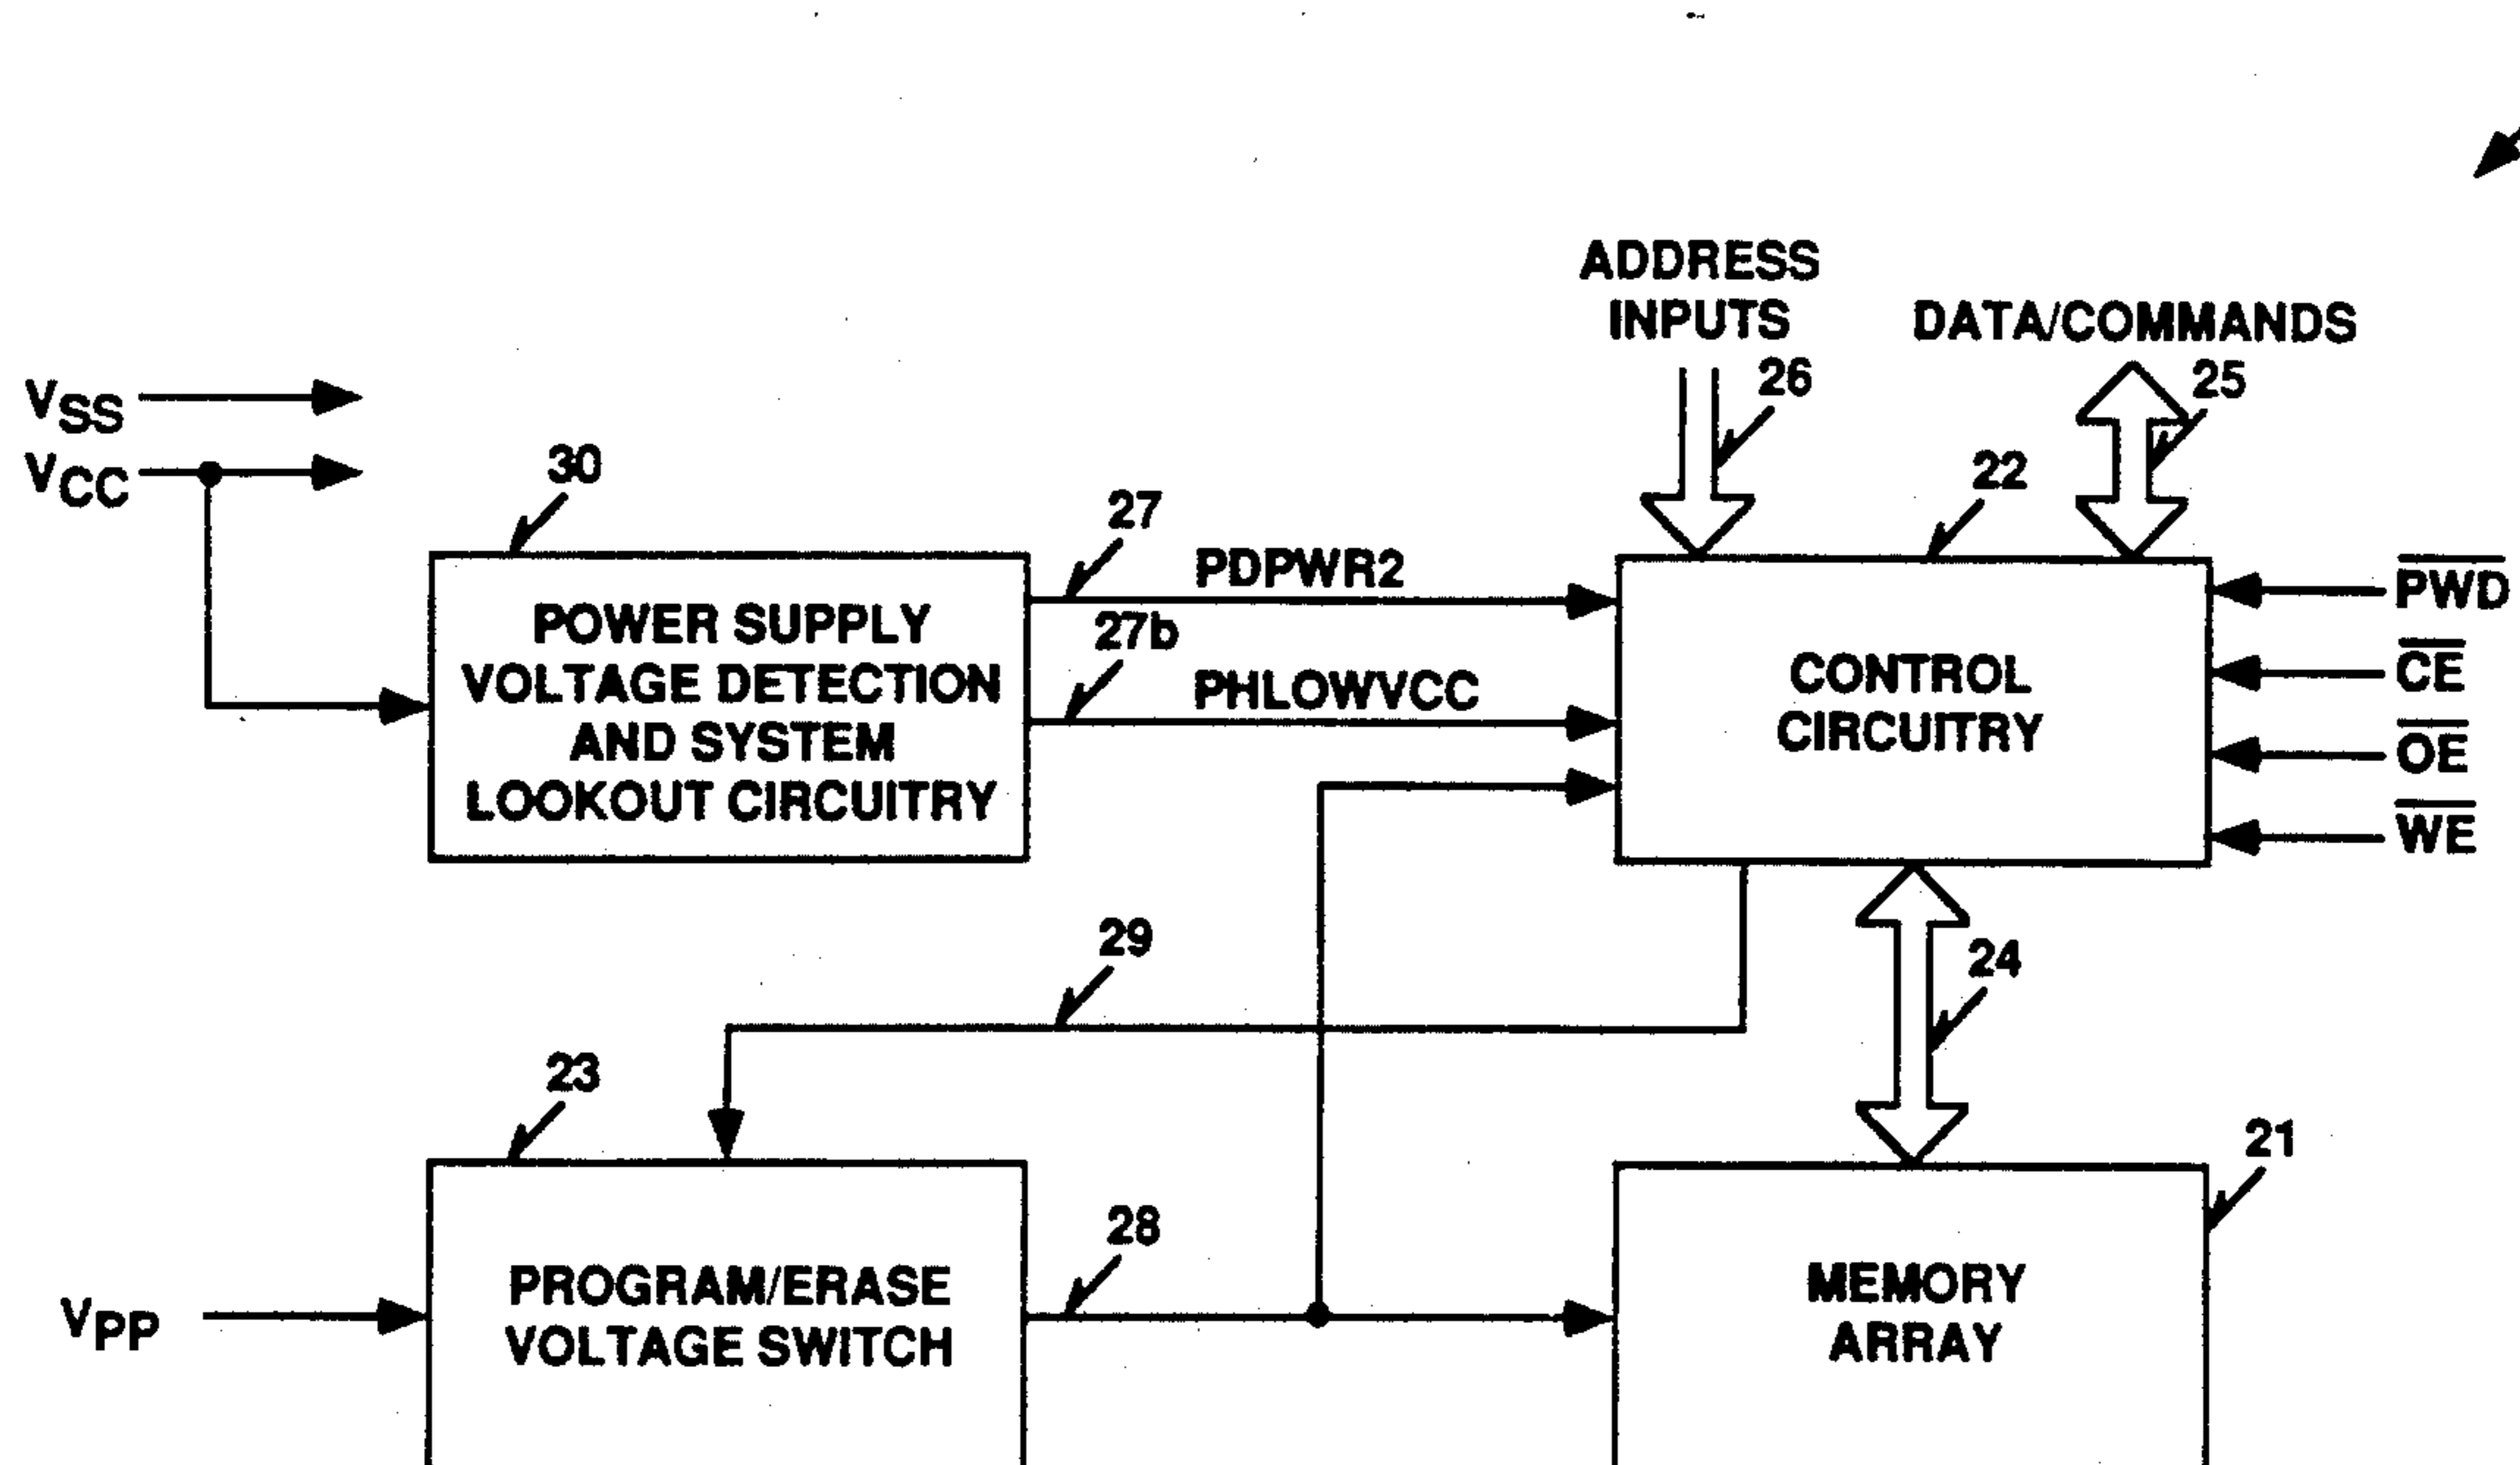 ADDRESS
INPUTS
DATA/COMMANDS
26
25
VSS
VCC
30
27
22
PDPWR2
PWD
POWER SUPPLY
VOLTAGE DETECTION
AND SYSTEM
LOOKOUT CIRCUITRY
27b
PHLOWVCC
CONTROL
CIRCUITRY
CE
OE
WE
29
24
23
21
28
VPP
PROGRAM/ERASE
VOLTAGE SWITCH
MEMORY
ARRAY